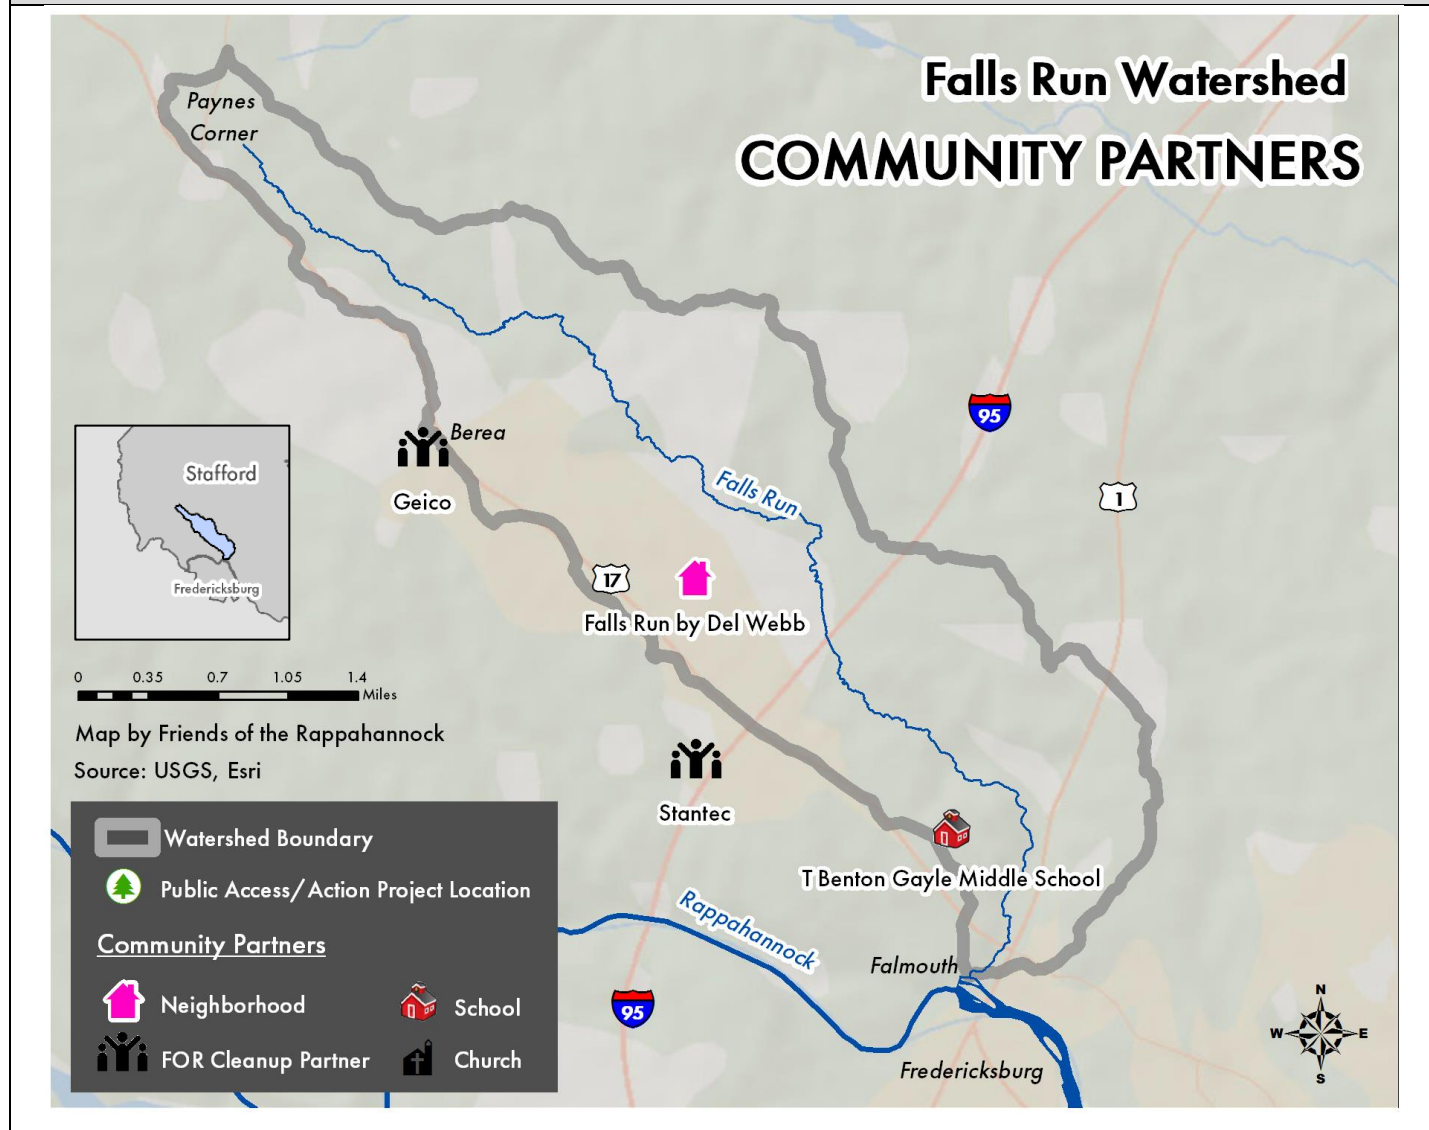 Falls Run Watershed
COMMUNITY PARTNERS
Paynes
Corner
95
Berea
Geico
Falls Run
1
Stafford
Fredericksburg
17
Falls Run by Del Webb
0 0.35 0.7 1.05 1.4
Miles
Map by Friends of the Rappahannock
Source: USGS, Esri
Stantec
Watershed Boundary
Public Access/Action Project Location
Community Partners
Neighborhood
School
FOR Cleanup Partner
Church
T Benton Gayle Middle School
Rappahannock
Falmouth
95
Fredericksburg
N
W E
S